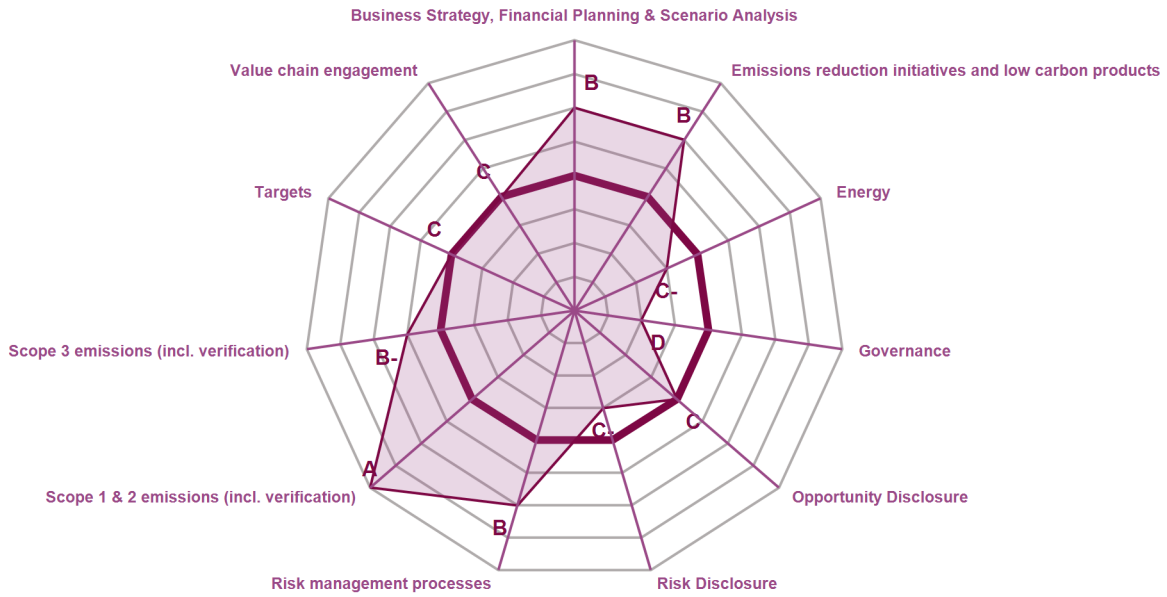 Business Strategy, Financial Planning & Scenario Analysis
Value chain engagement
Emissions reduction initiatives and low carbon products
B
B
C
Targets
Energy
C
C-
D
Scope 3 emissions (incl. verification)
B-
Governance
C
C-
A
Scope 1 & 2 emissions (incl. verification)
Opportunity Disclosure
B
Risk management processes
Risk Disclosure